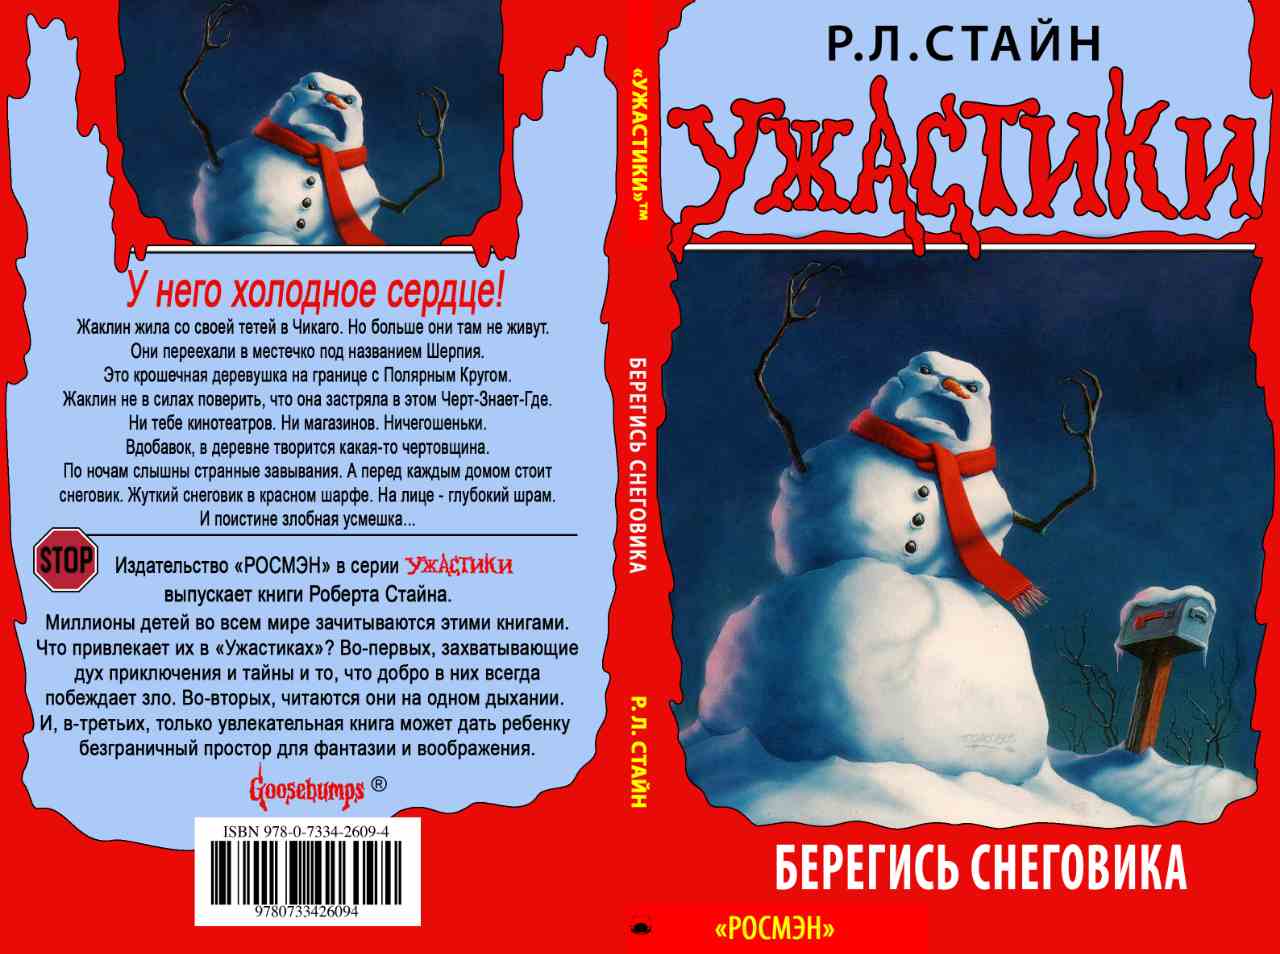 У него холодное сердце!
Жаклин жила со своей тетей в Чикаго. Но больше они там не живут.
Они переехали в местечко под названием Шерпия.
Это крошечная деревушка на границе с Полярным Кругом.
Жаклин не в силах поверить, что она застряла в этом Черт-Знает-Где.
Ни тебе кинотеатров. Ни магазинов. Ничегошеньки.
Вдобавок, в деревне творится какая-то чертовщина.
По ночам слышны странные завывания. А перед каждым домом стоит
снеговик. Жуткий снеговик в красном шарфе. На лице - глубокий шрам.
И поистине злобная усмешка...
STOP
Издательство «РОСМЭН» в серии УЖАСТИКИ
выпускает книги Роберта Стайна.
Миллионы детей во всем мире зачитываются этими книгами.
Что привлекает их в «Ужастиках»? Во-первых, захватывающие
дух приключения и тайны и то, что добро в них всегда
побеждает зло. Во-вторых, читаются они на одном дыхании.
И, в-третьих, только увлекательная книга может дать ребенку
безграничный простор для фантазии и воображения.
Goosebumps ®
ISBN 978-0-7334-2609-4
9780733426094
«УЖАСТИКИ»™
БЕРЕГИСЬ СНЕГОВИКА
Р.Л. СТАЙН
Р.Л.СТАЙН
УЖАСТИКИ
БЕРЕГИСЬ СНЕГОВИКА
«РОСМЭН»